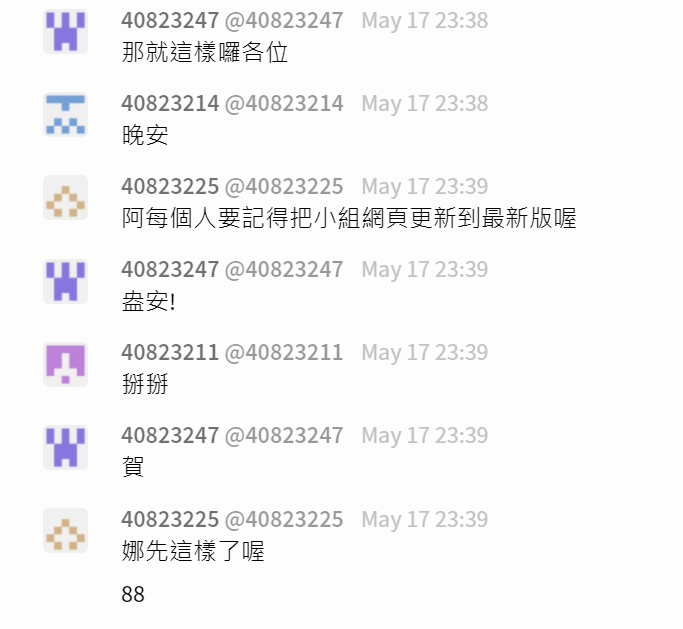 40823247 @40823247 May 17 23:38
那就這樣囉各位
40823214 @40823214 May 17 23:38
晚安
40823225 @40823225 May 17 23:39
阿每個人要記得把小組網頁更新到最新版喔
40823247 @40823247 May 17 23:39
盎安!
40823211 @40823211 May 17 23:39
掰掰
40823247 @40823247 May 17 23:39
賀
40823225 @40823225 May 17 23:39
娜先這樣了喔
88